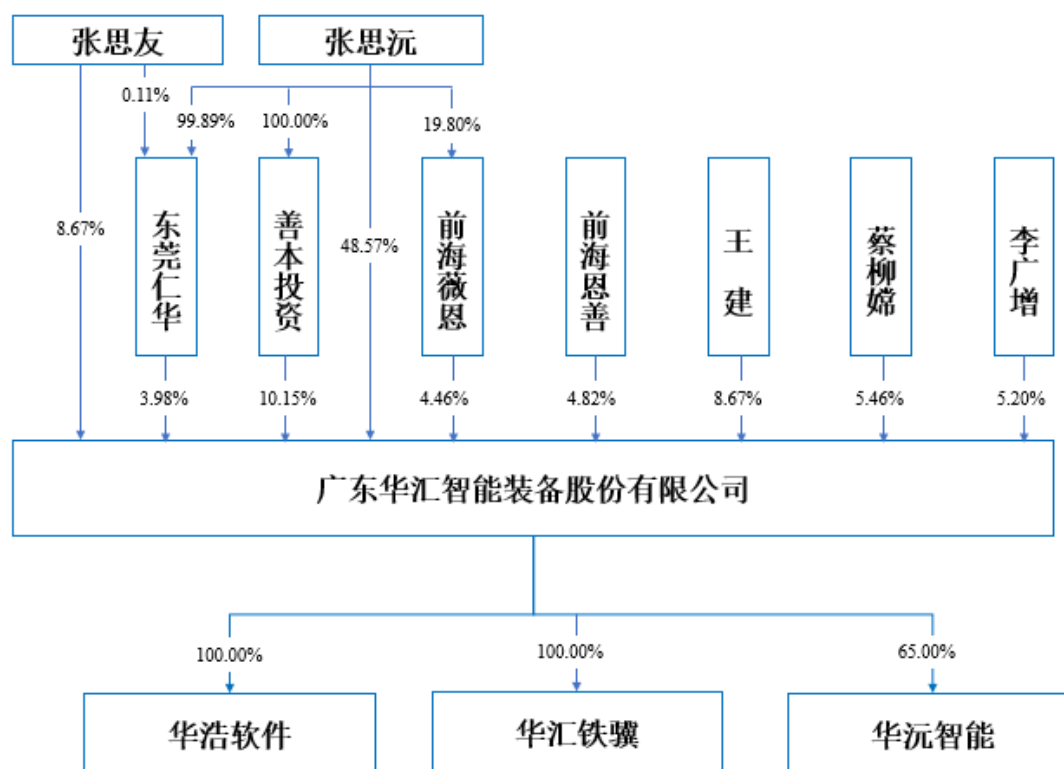 张思友
张思沅
0.11%
99.89%
100.00%
19.80%
8.67%
48.57%
东莞仁华
善本投资
前海薇恩
前海恩善
王建
蔡柳嫦
李广增
3.98%
10.15%
4.46%
4.82%
8.67%
5.46%
5.20%
广东华汇智能装备股份有限公司
100.00%
100.00%
65.00%
华浩软件
华汇铁骥
华沅智能